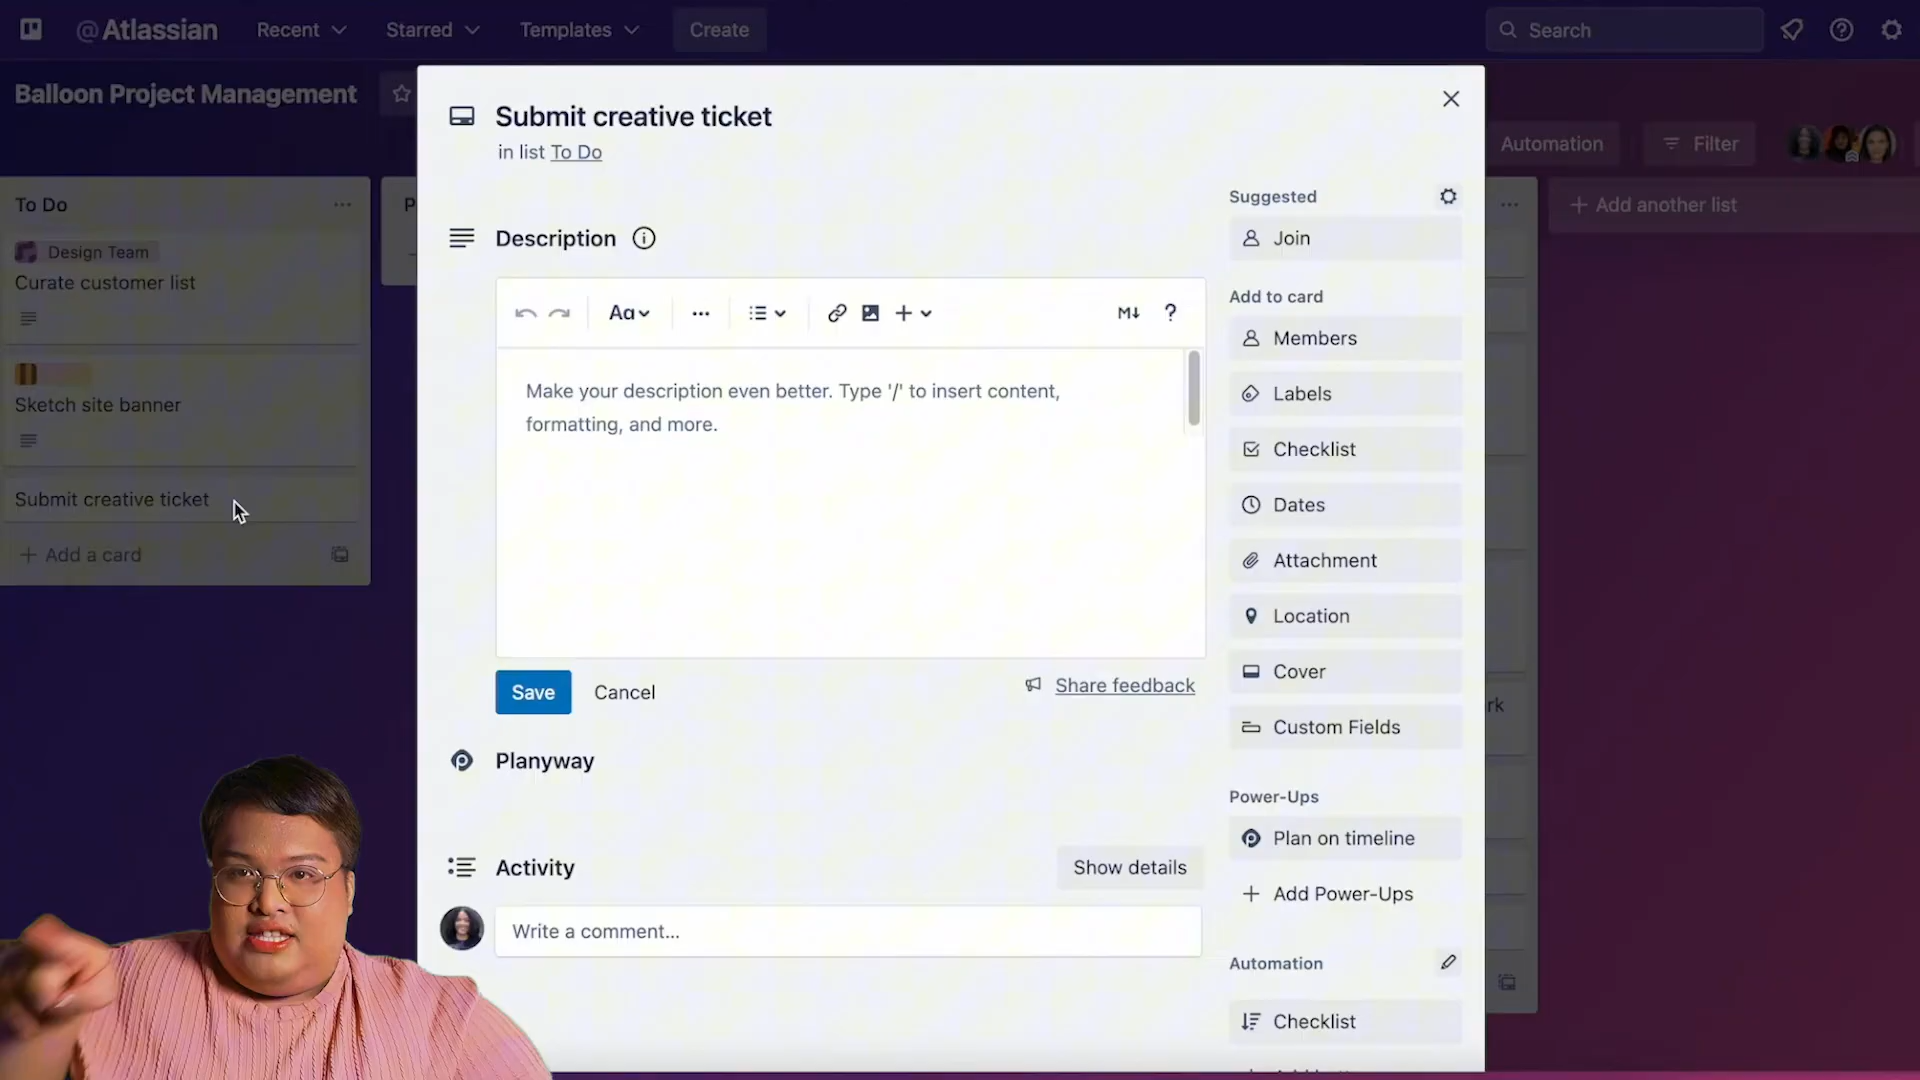 @Atlassian
Recent
Starred
Templates
Create
Search
Balloon Project Management
Automation
Filter
To Do
Design Team
Curate customer list
Sketch site banner
Submit creative ticket
+ Add a card
Submit creative ticket
in list To Do
Description
Aa
M↓ ?
Make your description even better. Type '/' to insert content,
formatting, and more.
Save
Cancel
Share feedback
Planyway
Activity
Show details
Write a comment...
Suggested
Join
Add to card
Members
Labels
Checklist
Dates
Attachment
Location
Cover
Custom Fields
Power-Ups
Plan on timeline
+ Add Power-Ups
Automation
Checklist
+ Add another list